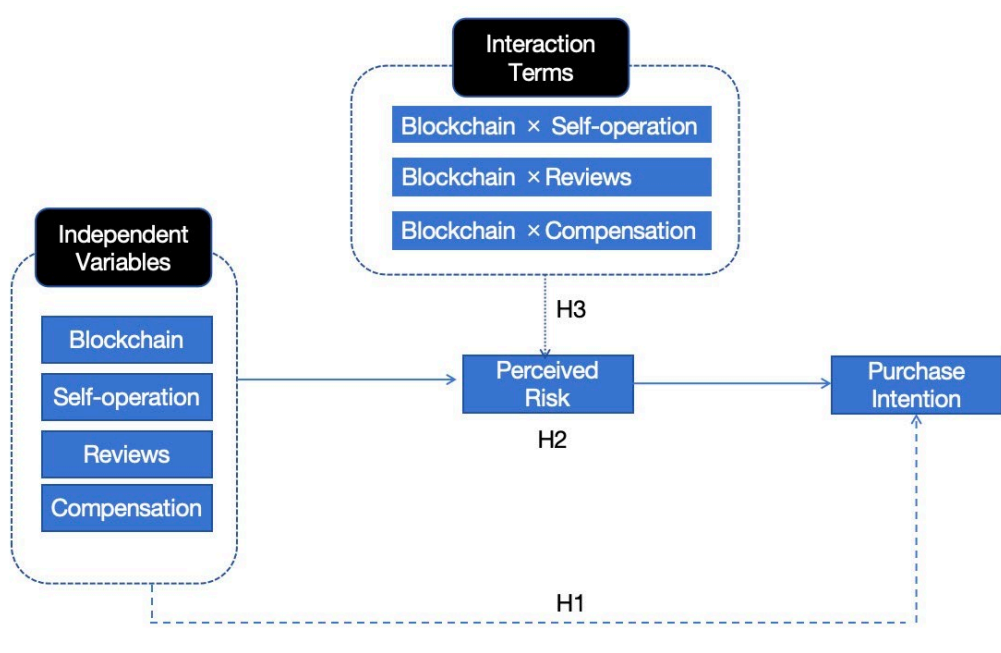 Interaction
Terms
Blockchain × Self-operation
Blockchain × Reviews
Blockchain × Compensation
Independent
Variables
Blockchain
Self-operation
Reviews
Compensation
H3
Perceived
Risk
H2
Purchase
Intention
H1